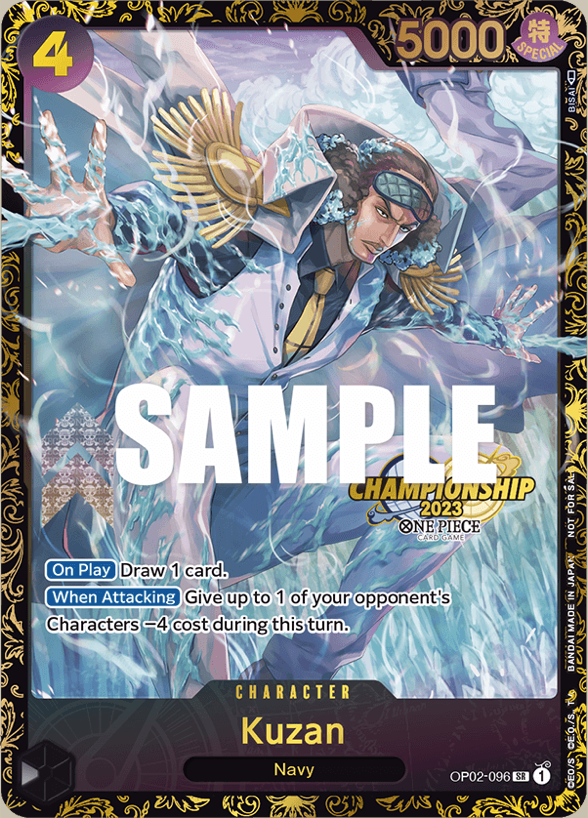 4
5000
特
SPECIAL
BISAI
SAMPLE
CHAMPIONSHIP
2023
ONE PIECE
CARD GAME
On Play Draw 1 card.
When Attacking Give up to 1 of your opponent's
Characters −4 cost during this turn.
CHARACTER
Kuzan
Navy
OP02-096 SR 1
BANDAI MADE IN JAPAN NOT FOR SALE